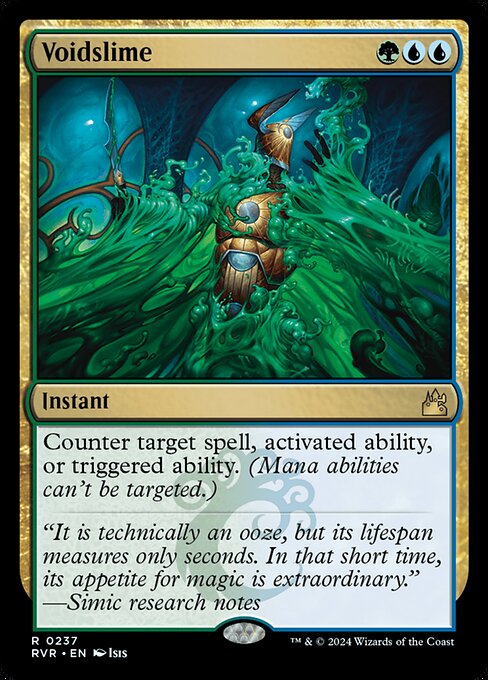 Voidslime
Instant
Counter target spell, activated ability,
or triggered ability. (Mana abilities
can’t be targeted.)
“It is technically an ooze, but its lifespan
measures only seconds. In that short time,
its appetite for magic is extraordinary.”
—Simic research notes
R 0237
RVR • EN Isis
™ & © 2024 Wizards of the Coast